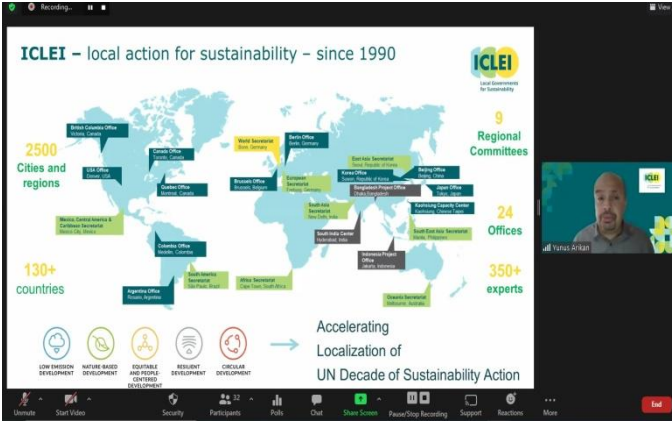 Recording...
View
ICLEI – local action for sustainability – since 1990
ICLEI
Local Governments
for Sustainability
2500
Cities and
regions
130+
countries
9
Regional
Committees
24
Offices
350+
experts
British Columbia Office
Victoria, Canada
Canada Office
Toronto, Canada
USA Office
Denver, USA
Quebec Office
Montreal, Canada
Mexico, Central America &
Caribbean Secretariat
Mexico City, Mexico
Colombia Office
Medellin, Colombia
South America
Secretariat
São Paulo, Brazil
Argentina Office
Rosario, Argentina
World Secretariat
Bonn, Germany
Berlin Office
Berlin, Germany
Brussels Office
Brussels, Belgium
European
Secretariat
Freiburg, Germany
Africa Secretariat
Cape Town, South Africa
East Asia Secretariat
Seoul, Republic of Korea
Korea Office
Suwon, Republic of Korea
Beijing Office
Beijing, China
Bangladesh Project Office
Dhaka, Bangladesh
Japan Office
Tokyo, Japan
Kaohsiung Capacity Center
Kaohsiung, Chinese Taipei
South Asia
Secretariat
New Delhi, India
South India Center
Hyderabad, India
South East Asia Secretariat
Manila, Philippines
Indonesia Project
Office
Jakarta, Indonesia
Oceania Secretariat
Melbourne, Australia
LOW EMISSION
DEVELOPMENT
NATURE-BASED
DEVELOPMENT
EQUITABLE
AND PEOPLE-
CENTERED
DEVELOPMENT
RESILIENT
DEVELOPMENT
CIRCULAR
DEVELOPMENT
Accelerating
Localization of
UN Decade of Sustainability Action
ICLEI
Yunus Arikan
Unmute
Start Video
Security
Participants
32
Polls
Chat
Share Screen
Pause/Stop Recording
Support
Reactions
More
End